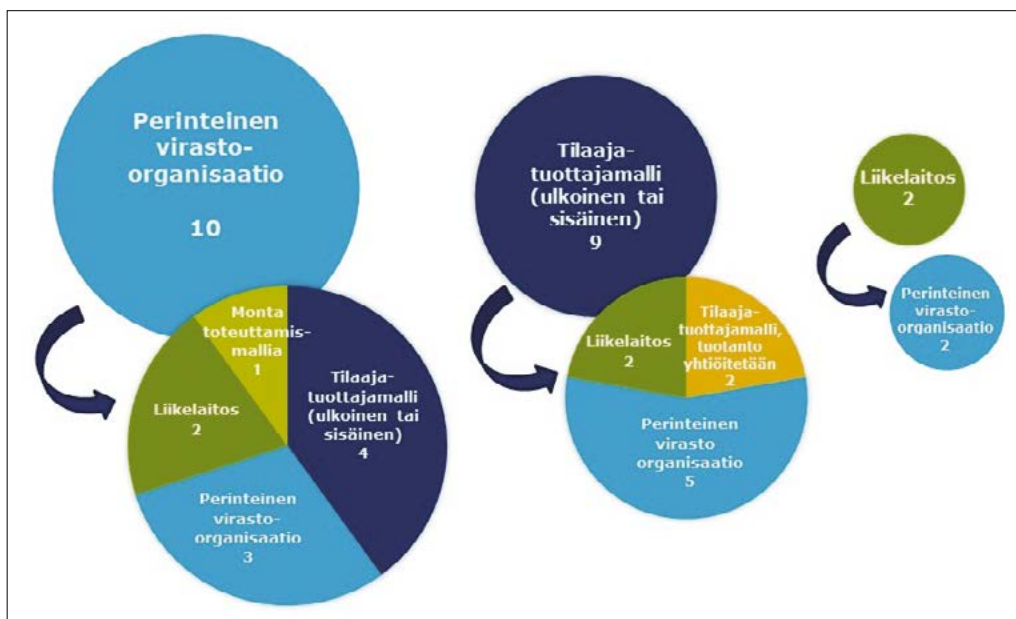 Perinteinen
virasto-
organisaatio
10
Monta
toteuttamis-
mallia
1
Tilaaja-
tuottajamalli
(ulkoinen tai
sisäinen)
4
Liikelaitos
2
Perinteinen
virasto-
organisaatio
3
Tilaaja-
tuottajamalli
(ulkoinen tai
sisäinen)
9
Liikelaitos
2
Tilaaja-
tuottajamalli,
tuotanto
yhtiöitetään
2
Perinteinen
virasto
organisaatio
5
Liikelaitos
2
Perinteinen
virasto-
organisaatio
2